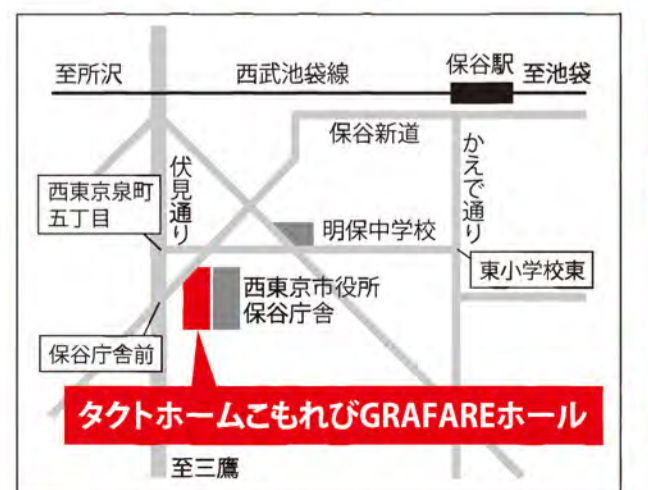 至所沢
西武池袋線
保谷駅
至池袋
保谷新道
かえで通り
伏見通り
西東京泉町
五丁目
明保中学校
東小学校東
西東京市役所
保谷庁舎
保谷庁舎前
タクトホームこもれびGRAFAREホール
至三鷹